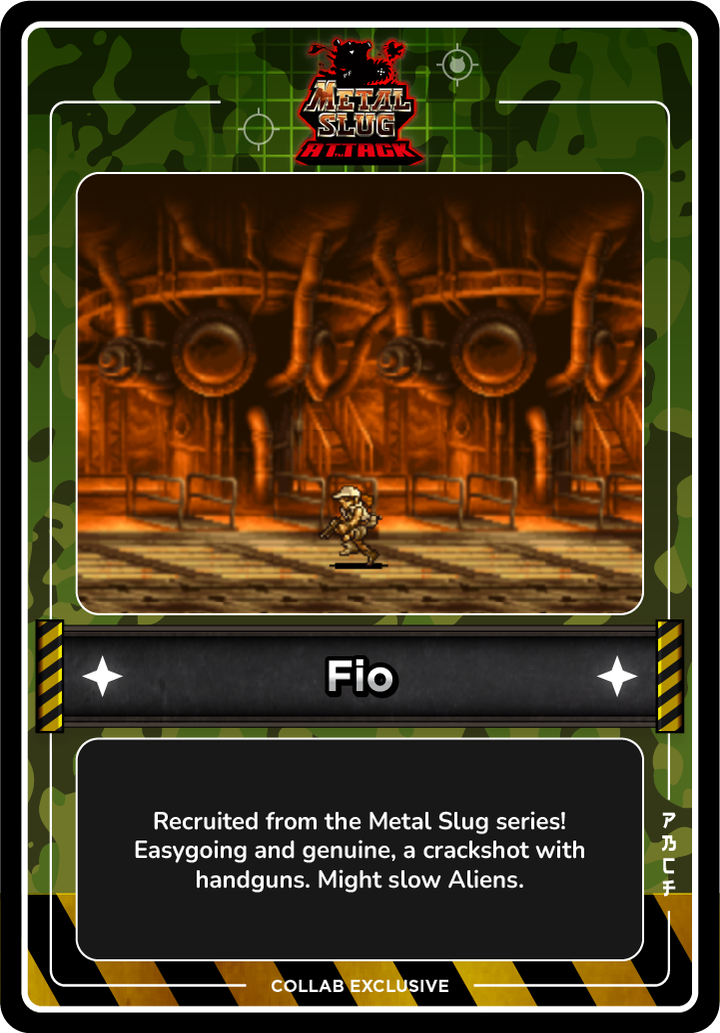 METAL
SLUG
ATTACK
Fio
Recruited from the Metal Slug series!
Easygoing and genuine, a crackshot with
handguns. Might slow Aliens.
COLLAB EXCLUSIVE